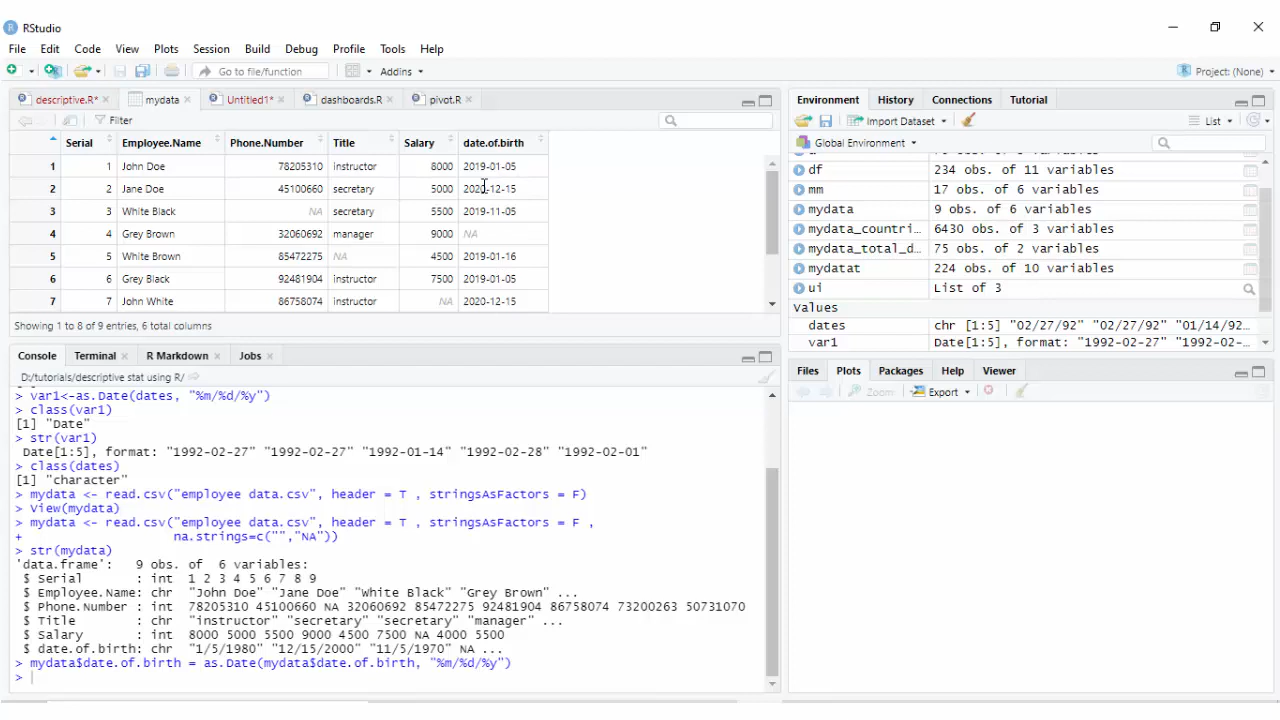 RStudio
File Edit Code View Plots Session Build Debug Profile Tools Help
Go to file/function Addins Project: (None)
descriptive.R* mydata Untitled1* dashboards.R pivot.R
Filter
Serial Employee.Name Phone.Number Title Salary date.of.birth
1 1 John Doe 78205310 instructor 8000 2019-01-05
2 2 Jane Doe 45100660 secretary 5000 2020-12-15
3 3 White Black NA secretary 5500 2019-11-05
4 4 Grey Brown 32060692 manager 9000 NA
5 5 White Brown 85472275 NA 4500 2019-01-16
6 6 Grey Black 92481904 instructor 7500 2019-01-05
7 7 John White 86758074 instructor NA 2020-12-15
Showing 1 to 8 of 9 entries, 6 total columns
Console Terminal R Markdown Jobs
D:/tutorials/descriptive stat using R/
> var1<-as.Date(dates, "%m/%d/%y")
> class(var1)
[1] "Date"
> str(var1)
Date[1:5], format: "1992-02-27" "1992-02-27" "1992-01-14" "1992-02-28" "1992-02-01"
> class(dates)
[1] "character"
> mydata <- read.csv("employee data.csv", header = T , stringsAsFactors = F)
> View(mydata)
> mydata <- read.csv("employee data.csv", header = T , stringsAsFactors = F ,
+ na.strings=c("","NA"))
> str(mydata)
'data.frame': 9 obs. of 6 variables:
$ Serial : int 1 2 3 4 5 6 7 8 9
$ Employee.Name: chr "John Doe" "Jane Doe" "White Black" "Grey Brown" ...
$ Phone.Number : int 78205310 45100660 NA 32060692 85472275 92481904 86758074 73200263 50731070
$ Title : chr "instructor" "secretary" "secretary" "manager" ...
$ Salary : int 8000 5000 5500 9000 4500 7500 NA 4000 5500
$ date.of.birth: chr "1/5/1980" "12/15/2000" "11/5/1970" NA ...
> mydata$date.of.birth = as.Date(mydata$date.of.birth, "%m/%d/%y")
>
Environment History Connections Tutorial
Import Dataset List
Global Environment
df 234 obs. of 11 variables
mm 17 obs. of 6 variables
mydata 9 obs. of 6 variables
mydata_countri... 6430 obs. of 3 variables
mydata_total_d... 75 obs. of 2 variables
mydatat 224 obs. of 10 variables
ui List of 3
Values
dates chr [1:5] "02/27/92" "02/27/92" "01/14/92...
var1 Date[1:5], format: "1992-02-27" "1992-02-...
Files Plots Packages Help Viewer
Zoom Export